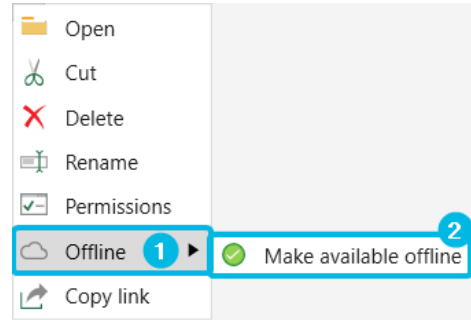 Open
Cut
Delete
Rename
Permissions
Offline 1
2
Make available offline
Copy link